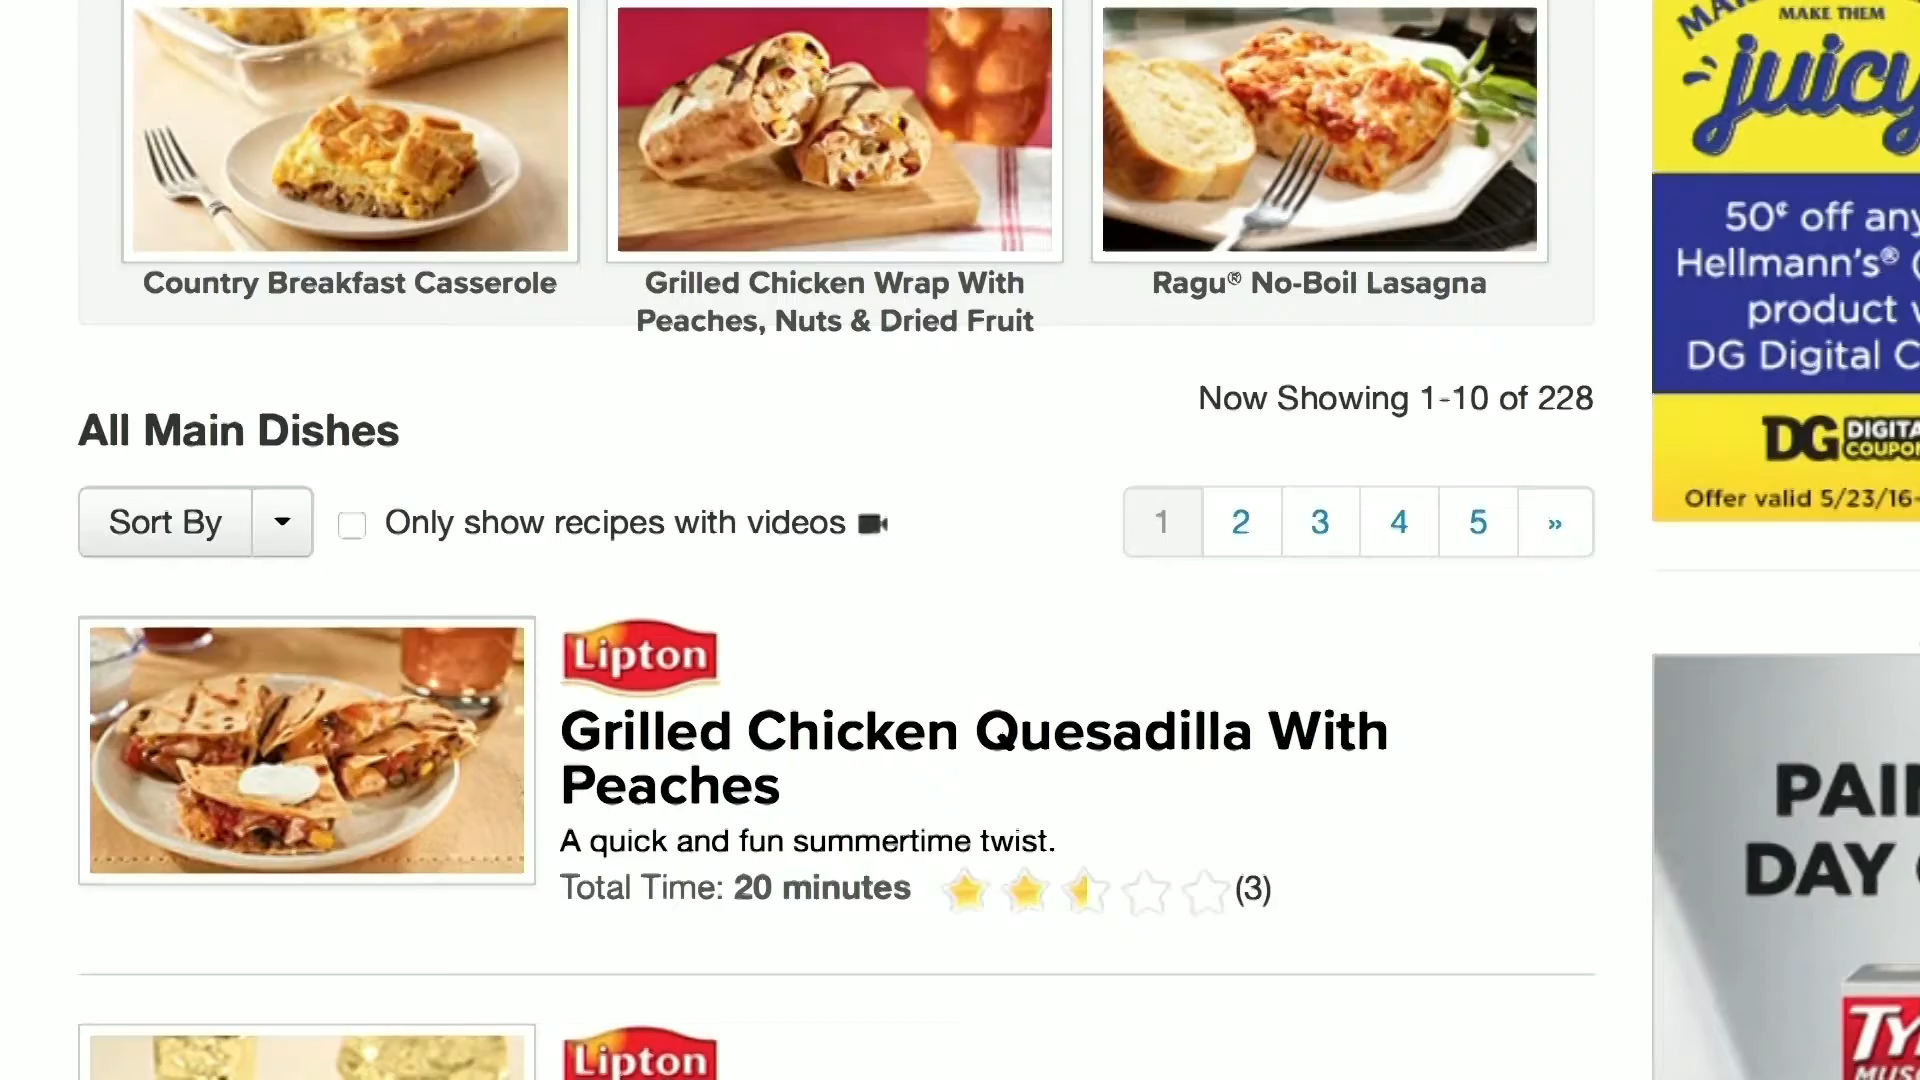 MAKE THEM
juicy
50¢ off any
Hellmann's®
product
DG Digital C
DG DIGITA
COUPON
Offer valid 5/23/16-
Country Breakfast Casserole
Grilled Chicken Wrap With
Peaches, Nuts & Dried Fruit
Ragu® No-Boil Lasagna
Now Showing 1-10 of 228
All Main Dishes
Sort By
Only show recipes with videos
1 2 3 4 5 »
Lipton
Grilled Chicken Quesadilla With
Peaches
A quick and fun summertime twist.
Total Time: 20 minutes (3)
PAI
DAY
Lipton